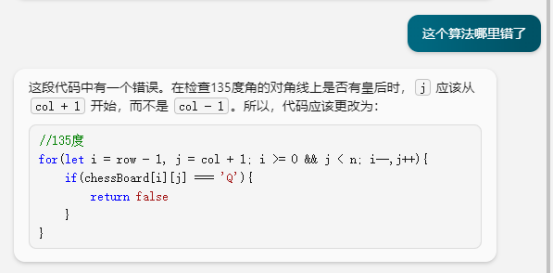 这个算法哪里错了
这段代码中有一个错误。在检查135度角的对角线上是否有皇后时， j 应该从
col + 1 开始，而不是 col - 1 。所以，代码应该更改为：
//135度
for(let i = row - 1, j = col + 1; i >= 0 && j < n; i--,j++){
if(chessBoard[i][j] === 'Q'){
return false
}
}